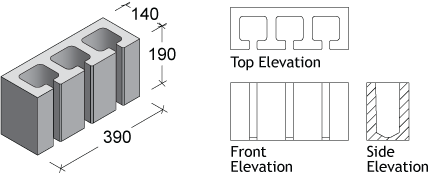 140
190
390
Top Elevation
Front
Elevation
Side
Elevation